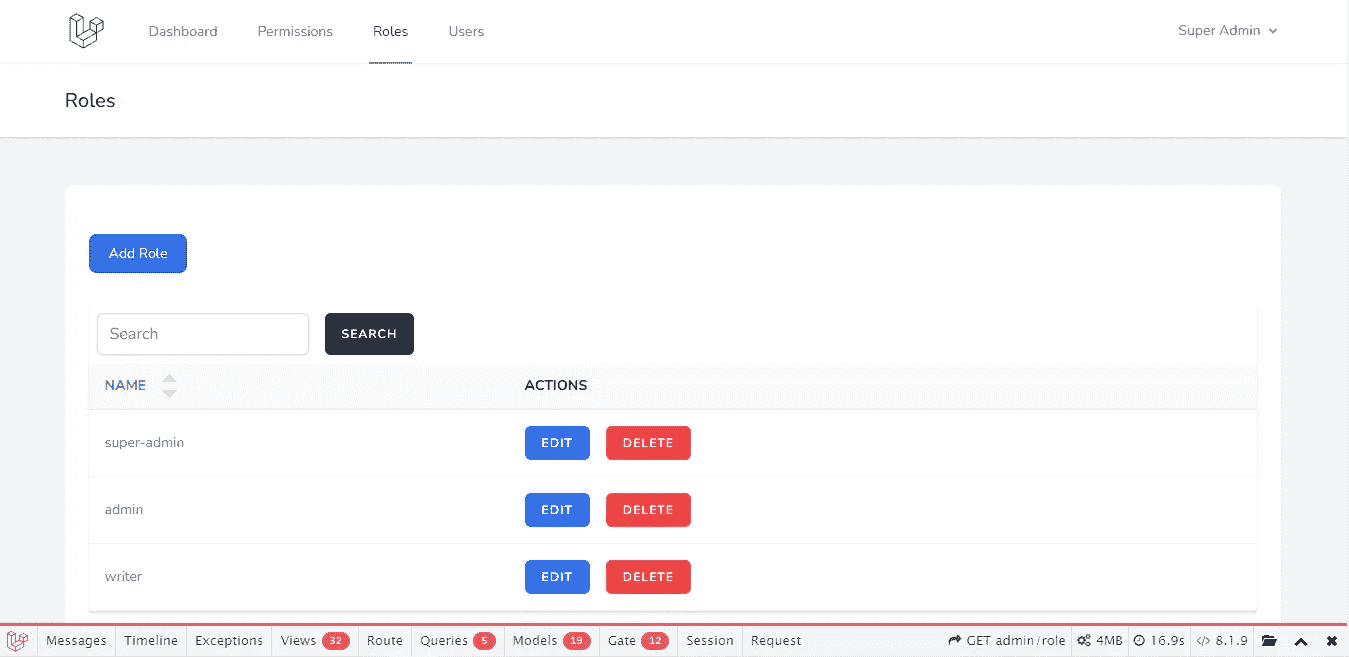 Dashboard Permissions Roles Users Super Admin
Roles
Add Role
Search SEARCH
NAME ACTIONS
super-admin EDIT DELETE
admin EDIT DELETE
writer EDIT DELETE
Messages Timeline Exceptions Views 32 Route Queries 5 Models 19 Gate 12 Session Request GET admin/role 4MB 16.9s </> 8.1.9